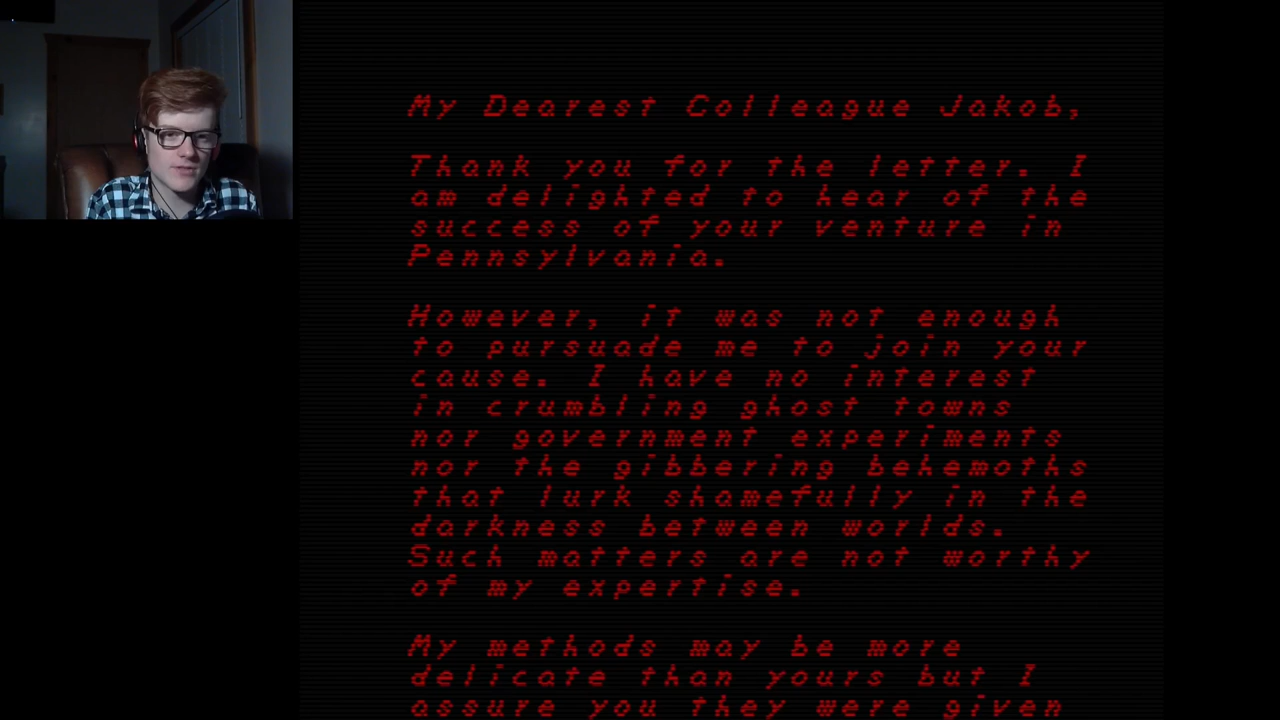 My Dearest Colleague Jakob,
Thank you for the letter. I
am delighted to hear of the
success of your venture in
Pennsylvania.
However, it was not enough
to pursuade me to join your
cause. I have no interest
in crumbling ghost towns
nor government experiments
nor the gibbering behemoths
that lurk shamefully in the
darkness between worlds.
Such matters are not worthy
of my expertise.
My methods may be more
delicate than yours but I
assure you they were given